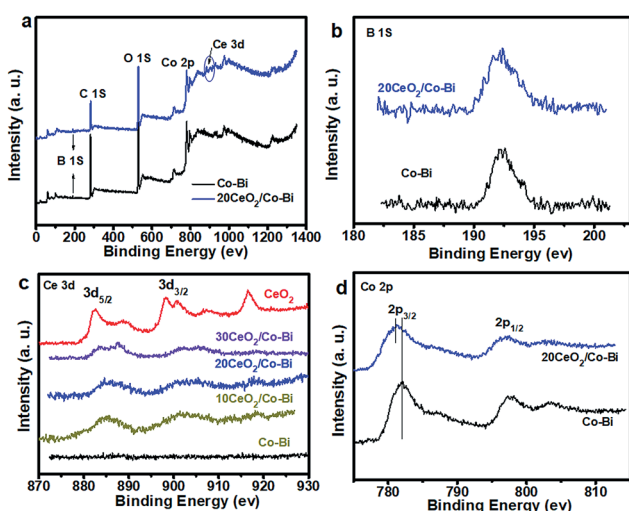 a
O 1S
Co 2p
Ce 3d
C 1S
B 1S
Co-Bi
20CeO2/Co-Bi
Intensity (a. u.)
0 200 400 600 800 1000 1200 1400
Binding Energy (ev)
b
B 1S
20CeO2/Co-Bi
Co-Bi
Intensity (a. u.)
180 185 190 195 200
Binding Energy (ev)
c
Ce 3d
3d5/2
3d3/2
CeO2
30CeO2/Co-Bi
20CeO2/Co-Bi
10CeO2/Co-Bi
Co-Bi
Intensity (a. u.)
870 880 890 900 910 920 930
Binding Energy (ev)
d
Co 2p
2p3/2
2p1/2
20CeO2/Co-Bi
Co-Bi
Intensity (a. u.)
780 790 800 810
Binding Energy (ev)